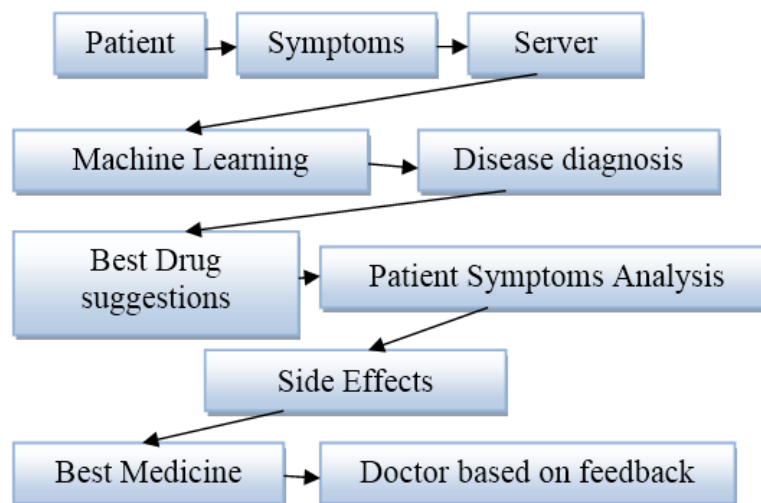 Patient
Symptoms
Server
Machine Learning
Disease diagnosis
Best Drug
suggestions
Patient Symptoms Analysis
Side Effects
Best Medicine
Doctor based on feedback